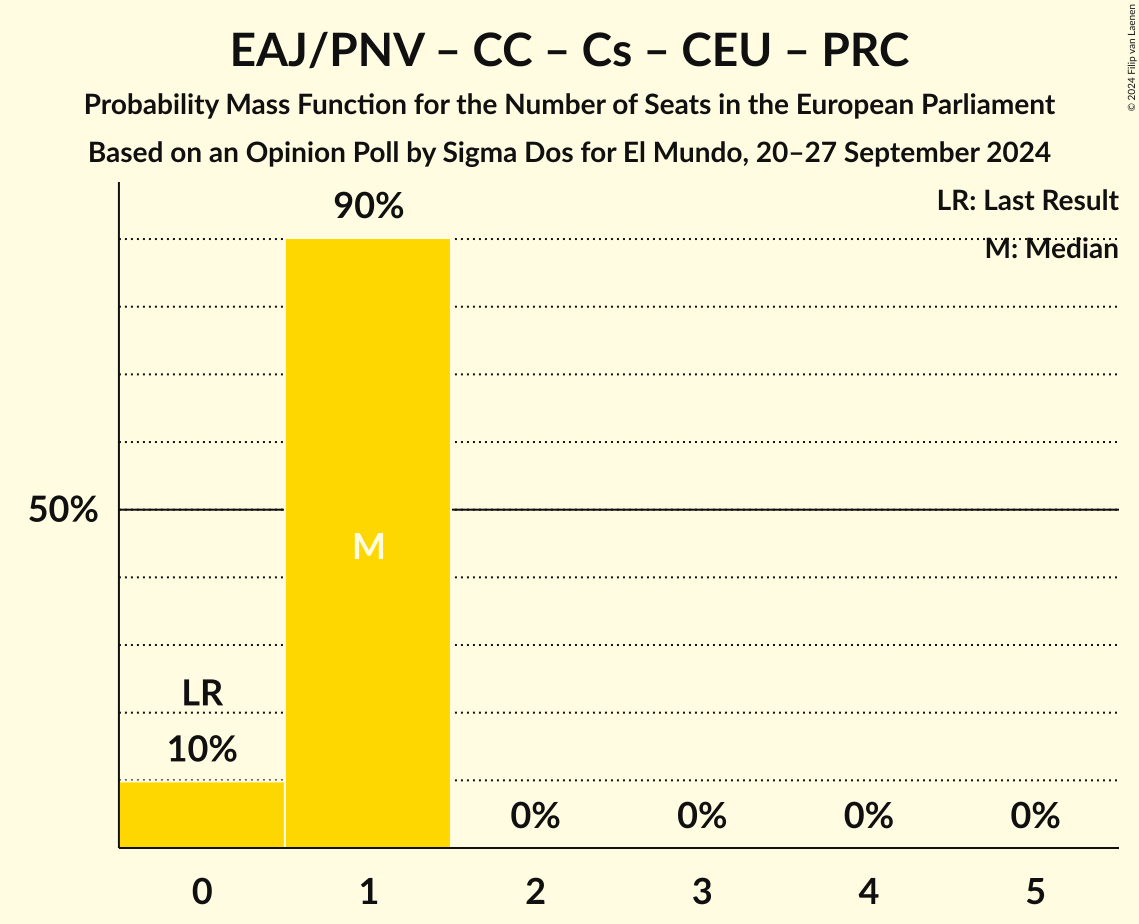 EAJ/PNV – CC – Cs – CEU – PRC
Probability Mass Function for the Number of Seats in the European Parliament
Based on an Opinion Poll by Sigma Dos for El Mundo, 20–27 September 2024
© 2024 Filip van Laenen
LR: Last Result
M: Median
90%
50%
M
LR
10%
0% 0% 0% 0%
0 1 2 3 4 5